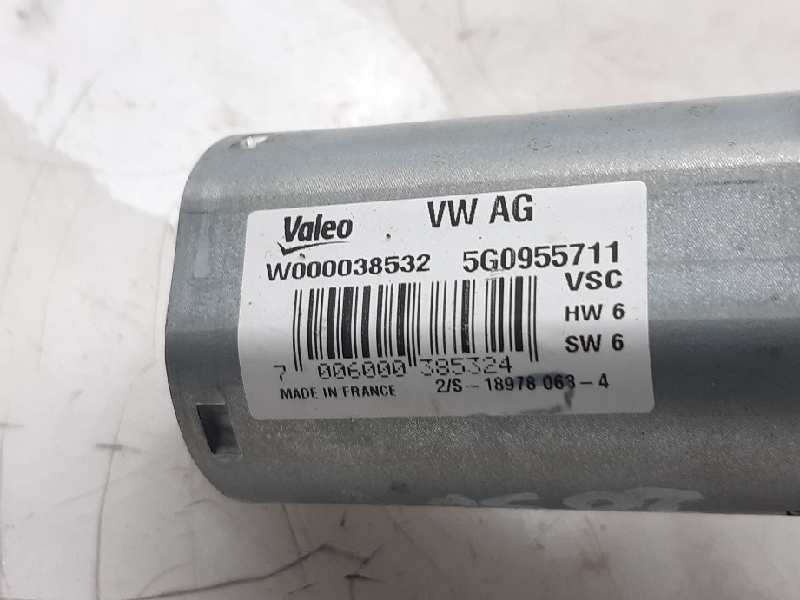 Valeo VW AG
W000038532 5G0955711
VSC
HW 6
SW 6
7 006000 385324
MADE IN FRANCE 2/S - 18978 063 - 4